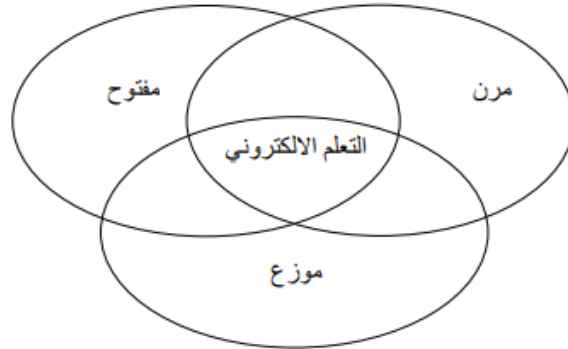 مرن
مفتوح
التعلم الالكتروني
موزع